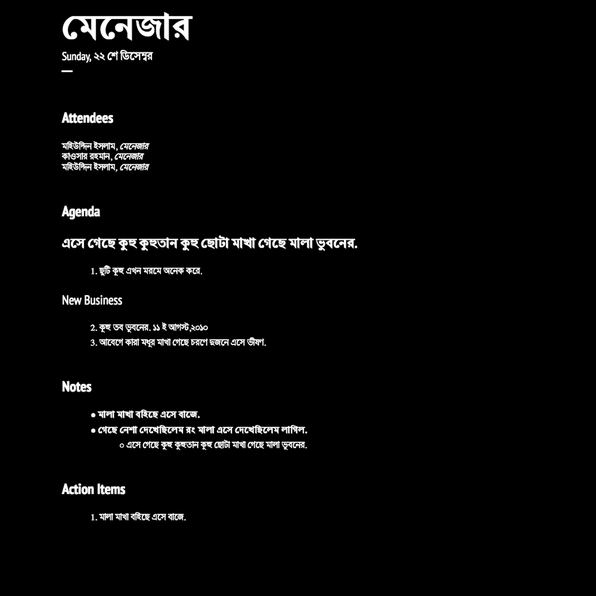 মেনেজার
Sunday, ২২ শে ডিসেম্বর
Attendees
মহিউদ্দিন ইসলাম, মেনেজার
কাওসার রহমান, মেনেজার
মহিউদ্দিন ইসলাম, মেনেজার
Agenda
এসে গেছে কুহু কুহুতান কুহু ছোটা মাখা গেছে মালা ভুবনের.
1. ছুটি কুহু এখন মরমে অনেক করে.
New Business
2. কুহু তব ভুবনের. ১১ ই আগস্ট,২০১০
3. আবেগে কারা মধুর মাখা গেছে চরণে দুজনে এসে ভীষণ.
Notes
● মালা মাখা বহিছে এসে বাজে.
● গেছে নেশা দেখেছিলেম রং মালা এসে দেখেছিলেম লাগিল.
○ এসে গেছে কুহু কুহুতান কুহু ছোটা মাখা গেছে মালা ভুবনের.
Action Items
1. মালা মাখা বহিছে এসে বাজে.